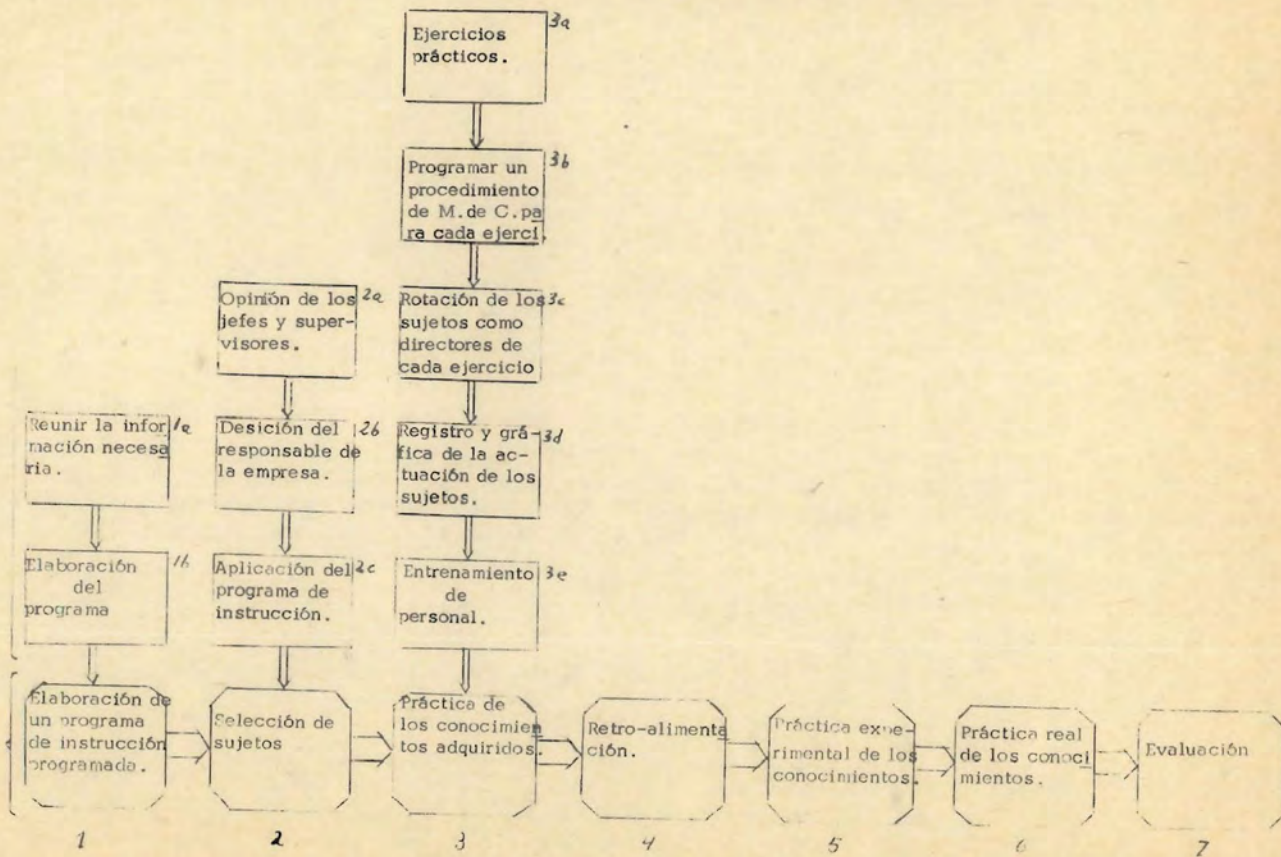 Ejercicios
prácticos.
3a
Programar un
procedimiento
de M.de C.pa
ra cada ejerci.
3b
Opinión de los
jefes y super-
visores.
2a
Rotación de los
sujetos como
directores de
cada ejercicio
3c
Reunir la infor
mación necesa
ria.
1a
Desición del
responsable de
la empresa.
2b
Registro y grá-
fica de la ac-
tuación de los
sujetos.
3d
Elaboración
del
programa
1b
Aplicación del
programa de
instrucción.
2c
Entrenamiento
de
personal.
3e
Elaboración de
un programa
de instrucción
programada.
Selección de
sujetos
Práctica de
los conocimien
tos adquiridos.
Retro-alimenta
ción.
Práctica expe-
rimental de los
conocimientos.
Práctica real
de los conoci
mientos.
Evaluación
1
2
3
4
5
6
7